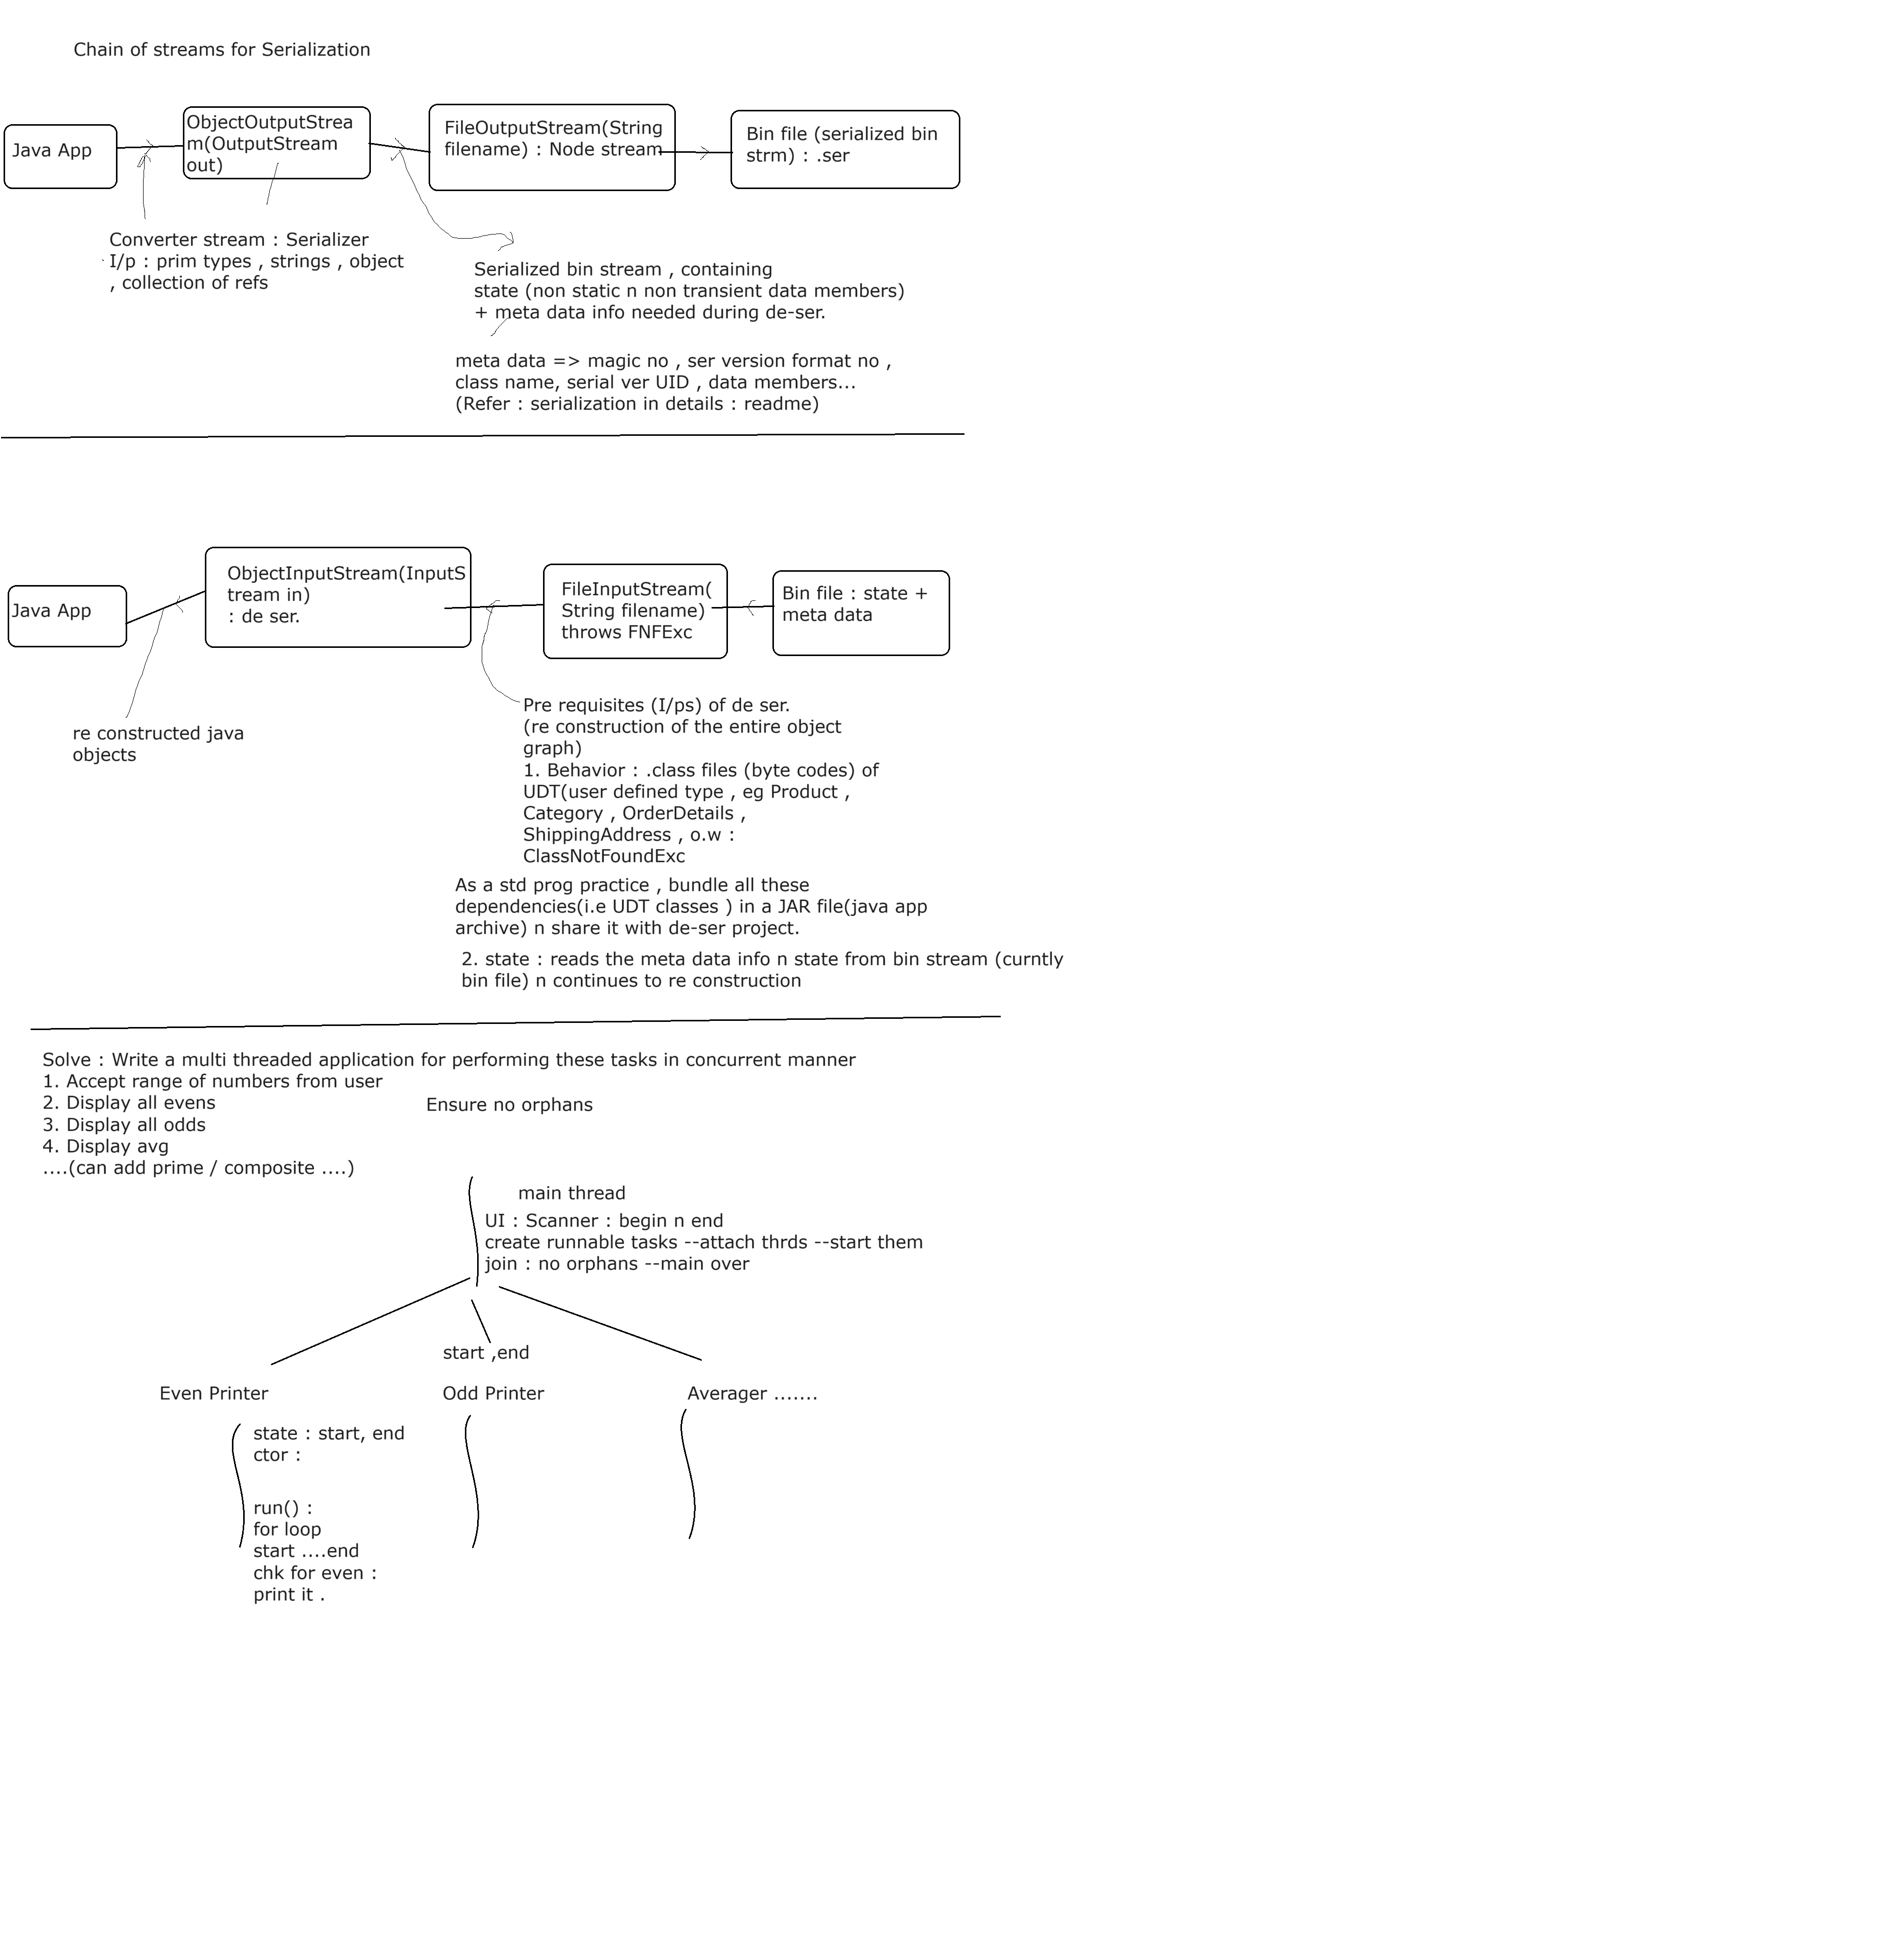 Chain of streams for Serialization
Java App
ObjectOutputStrea
m(OutputStream
out)
FileOutputStream(String
filename) : Node stream
Bin file (serialized bin
strm) : .ser
Converter stream : Serializer
I/p : prim types , strings , object
, collection of refs
Serialized bin stream , containing
state (non static n non transient data members)
+ meta data info needed during de-ser.
meta data => magic no , ser version format no ,
class name, serial ver UID , data members...
(Refer : serialization in details : readme)
Java App
ObjectInputStream(InputS
tream in)
: de ser.
FileInputStream(
String filename)
throws FNFExc
Bin file : state +
meta data
re constructed java
objects
Pre requisites (I/ps) of de ser.
(re construction of the entire object
graph)
1. Behavior : .class files (byte codes) of
UDT(user defined type , eg Product ,
Category , OrderDetails ,
ShippingAddress , o.w :
ClassNotFoundExc
As a std prog practice , bundle all these
dependencies(i.e UDT classes ) in a JAR file(java app
archive) n share it with de-ser project.
2. state : reads the meta data info n state from bin stream (curntly
bin file) n continues to re construction
Solve : Write a multi threaded application for performing these tasks in concurrent manner
1. Accept range of numbers from user
2. Display all evens
3. Display all odds
4. Display avg
....(can add prime / composite ....)
Ensure no orphans
main thread
UI : Scanner : begin n end
create runnable tasks --attach thrds --start them
join : no orphans --main over
start ,end
Even Printer
Odd Printer
Averager .......
state : start, end
ctor :
run() :
for loop
start ....end
chk for even :
print it .